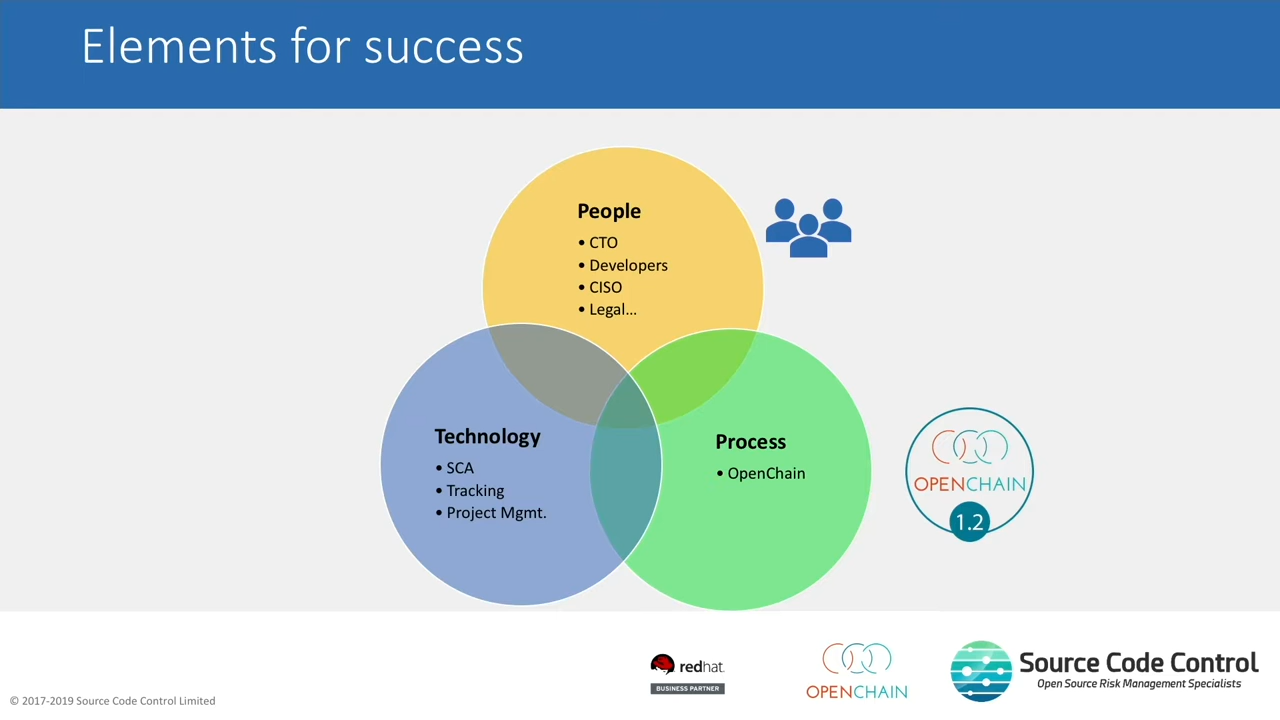 Elements for success
People
• CTO
• Developers
• CISO
• Legal...
Technology
• SCA
• Tracking
• Project Mgmt.
Process
• OpenChain
OPENCHAIN
1.2
redhat.
BUSINESS PARTNER
OPENCHAIN
Source Code Control
Open Source Risk Management Specialists
© 2017-2019 Source Code Control Limited